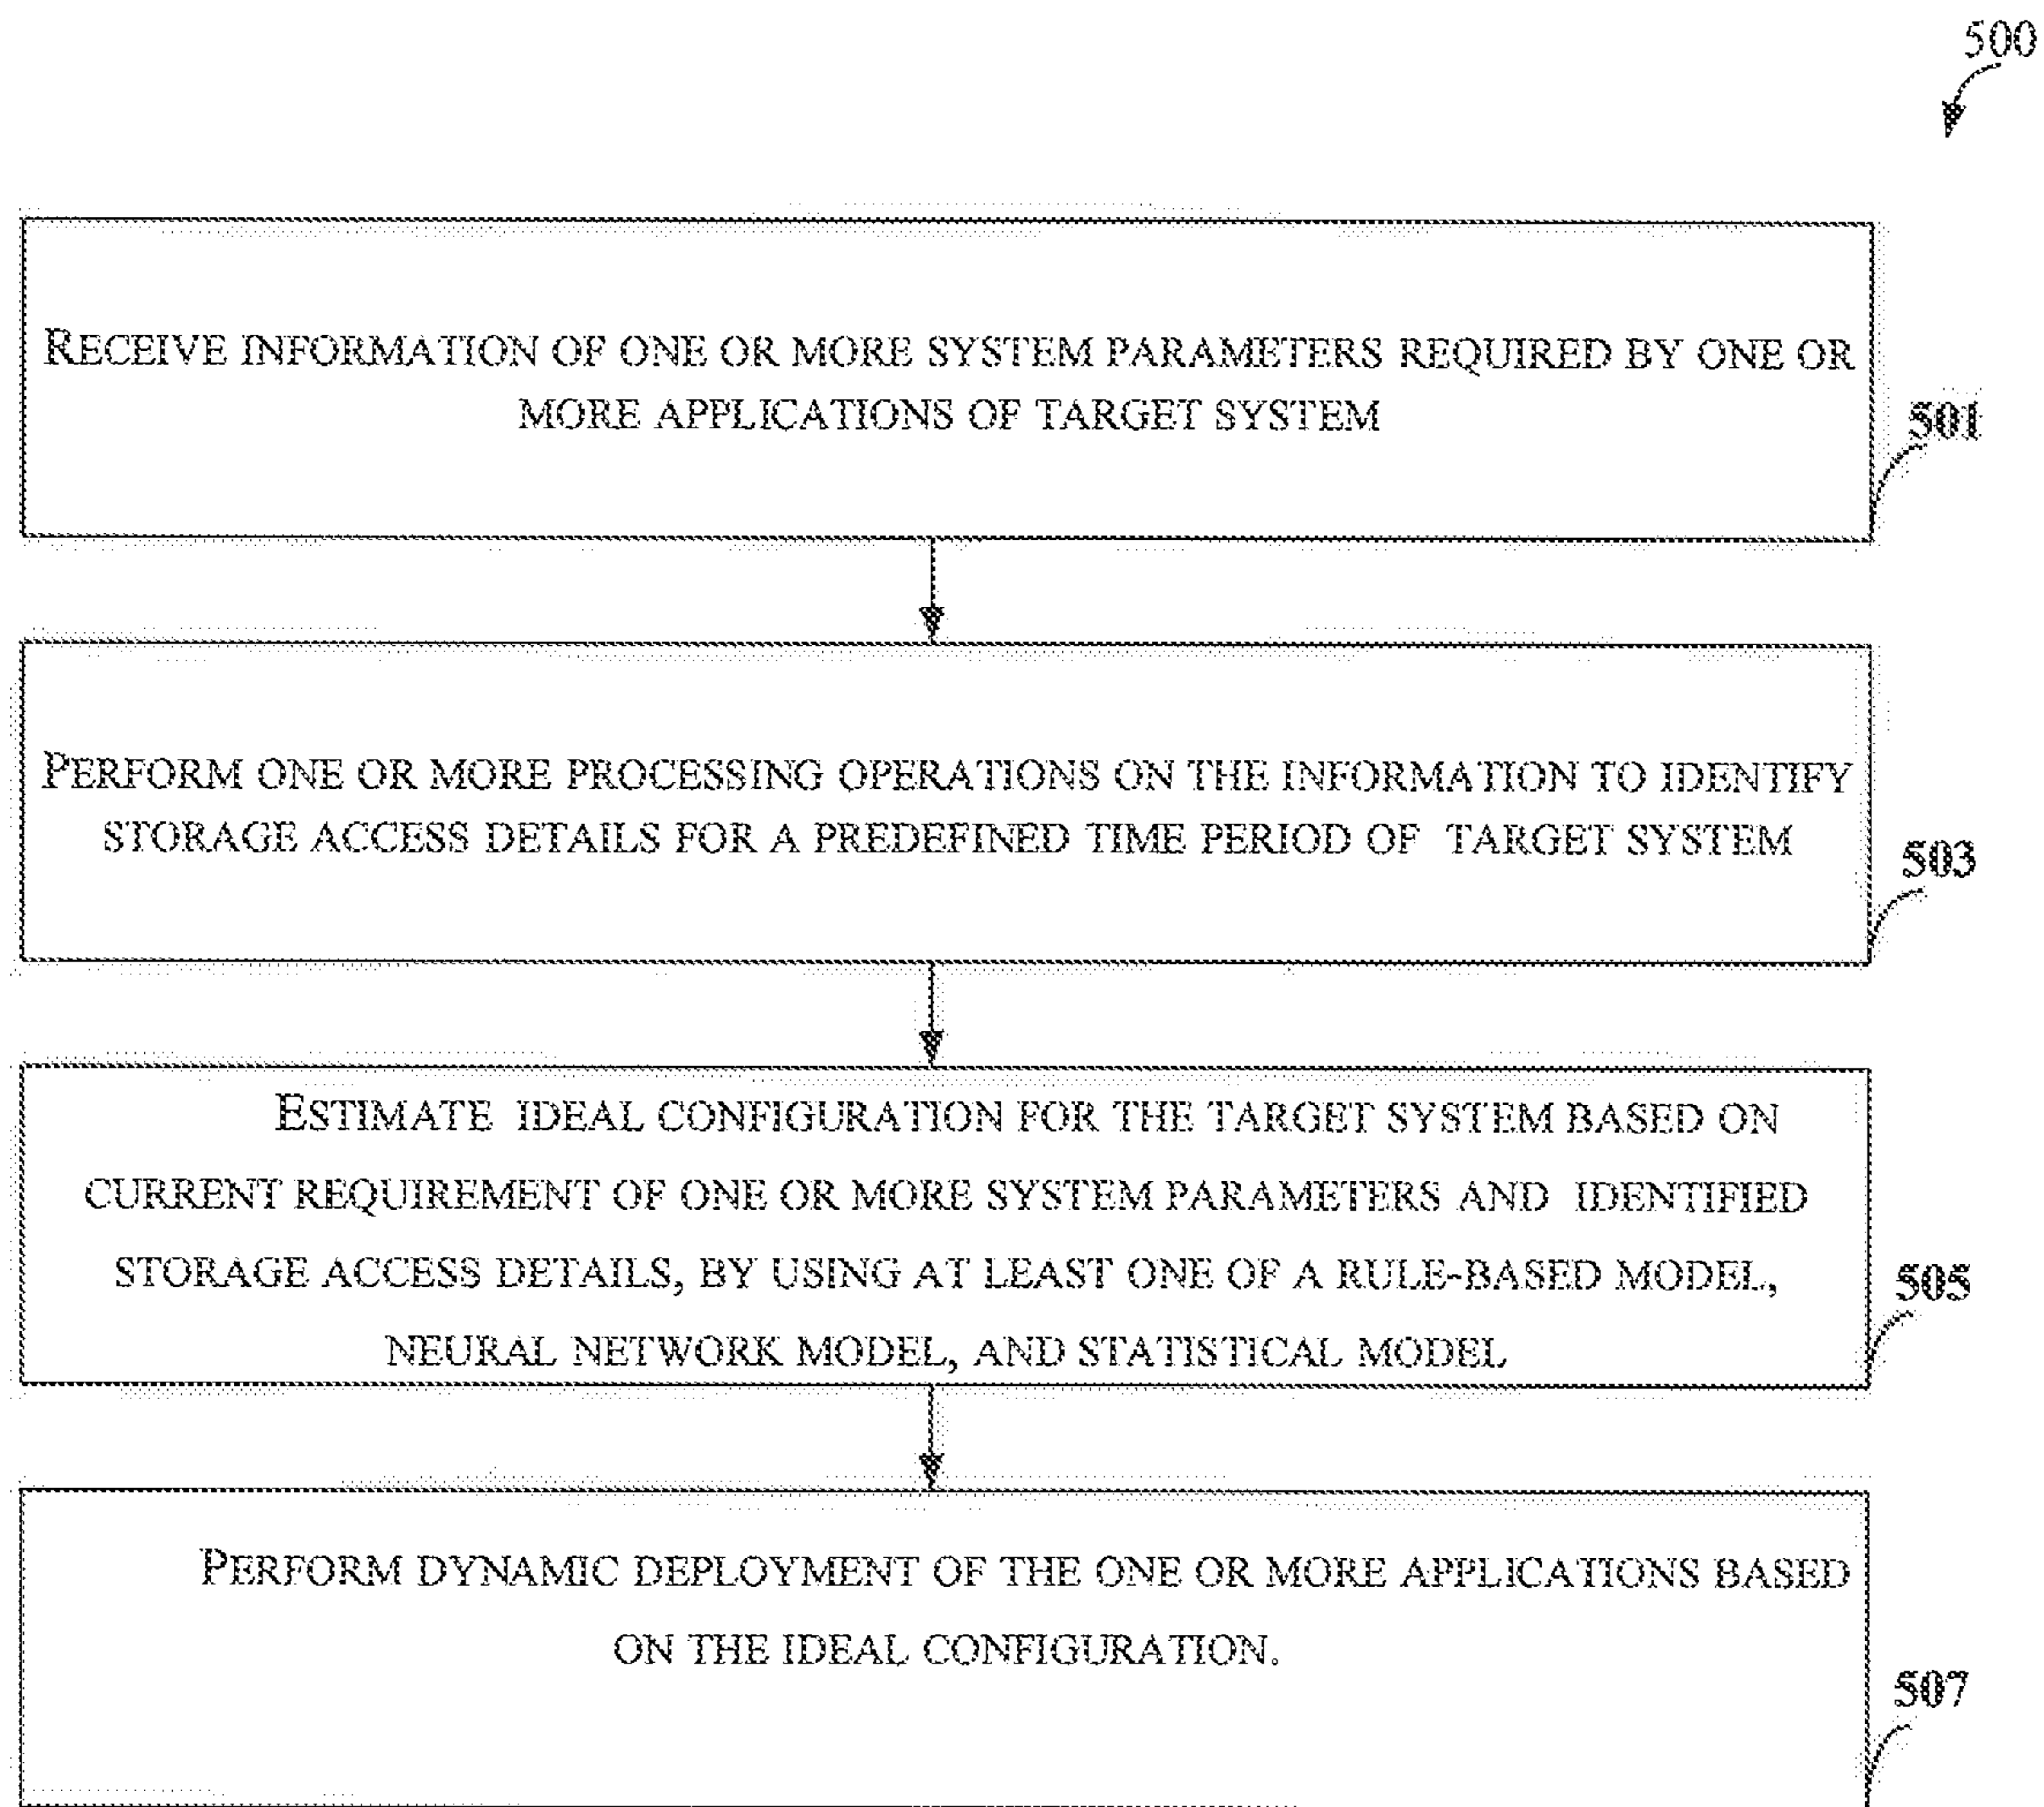 500
RECEIVE INFORMATION OF ONE OR MORE SYSTEM PARAMETERS REQUIRED BY ONE OR
MORE APPLICATIONS OF TARGET SYSTEM
501
PERFORM ONE OR MORE PROCESSING OPERATIONS ON THE INFORMATION TO IDENTIFY
STORAGE ACCESS DETAILS FOR A PREDEFINED TIME PERIOD OF TARGET SYSTEM
503
ESTIMATE IDEAL CONFIGURATION FOR THE TARGET SYSTEM BASED ON
CURRENT REQUIREMENT OF ONE OR MORE SYSTEM PARAMETERS AND IDENTIFIED
STORAGE ACCESS DETAILS, BY USING AT LEAST ONE OF A RULE-BASED MODEL,
NEURAL NETWORK MODEL, AND STATISTICAL MODEL
505
PERFORM DYNAMIC DEPLOYMENT OF THE ONE OR MORE APPLICATIONS BASED
ON THE IDEAL CONFIGURATION.
507